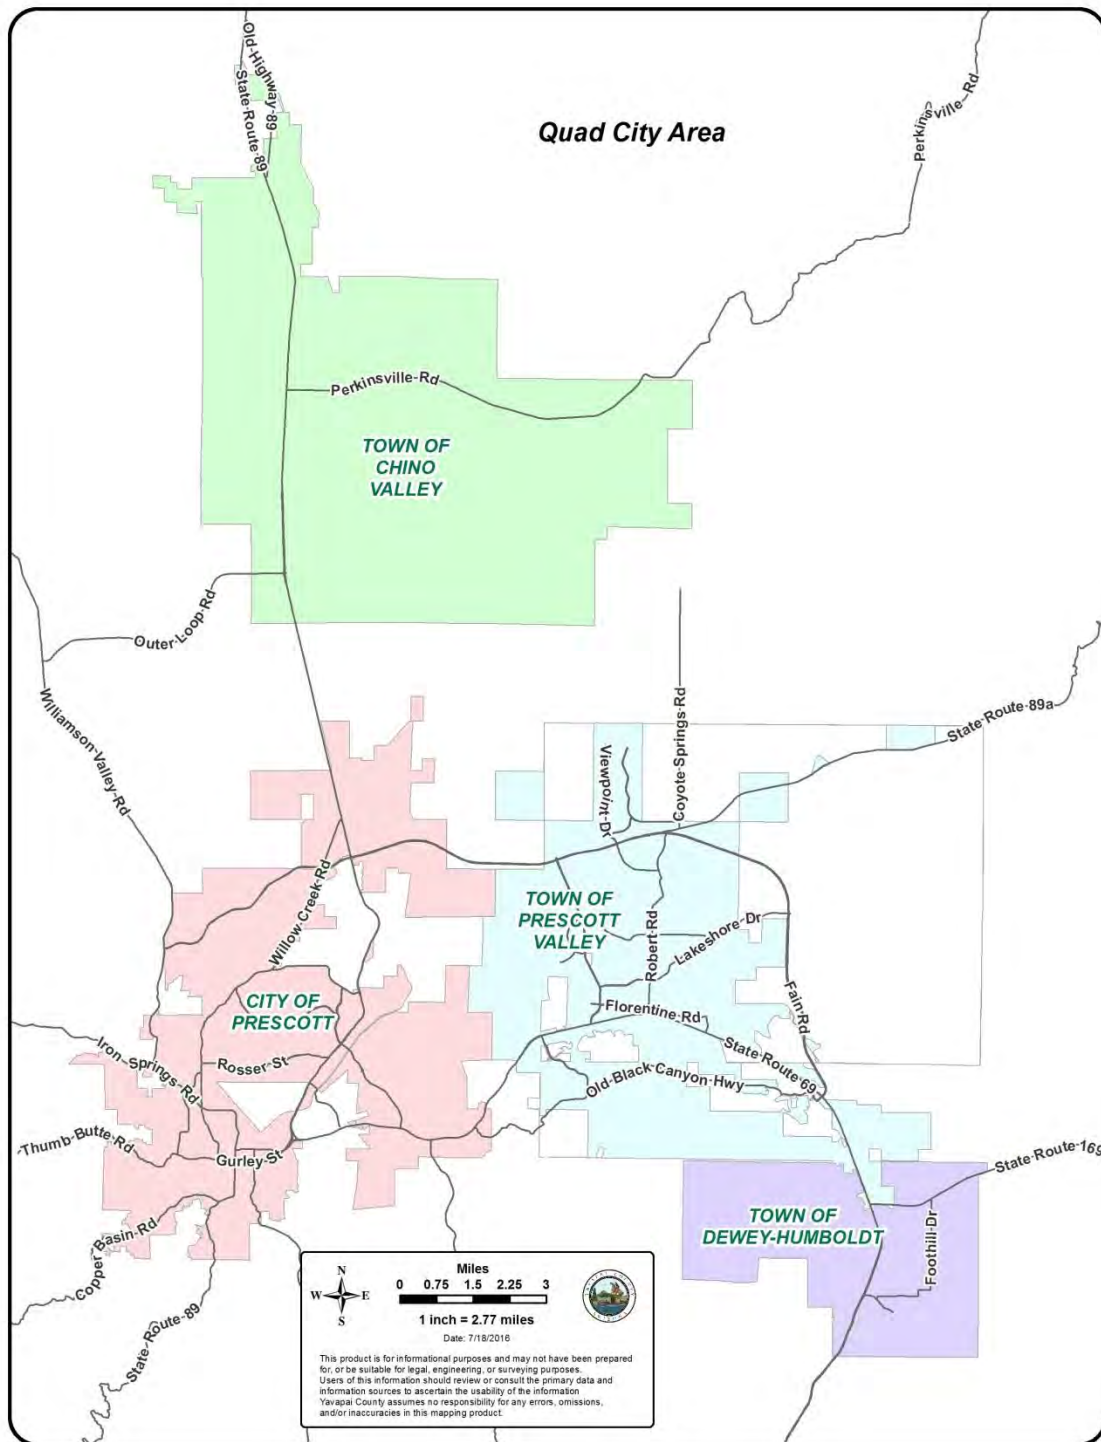 Old-Highway-89
State-Route-89
Perkinsville-Rd
Quad City Area
Perkinsville-Rd
TOWN OF
CHINO
VALLEY
Outer-Loop-Rd
Williamson-Valley-Rd
Coyote-Springs-Rd
State-Route-89a
Viewpoint-Dr
Willow-Creek-Rd
TOWN OF
PRESCOTT
VALLEY
Robert-Rd
Lakeshore-Dr
Fain-Rd
CITY OF
PRESCOTT
Florentine-Rd
State-Route-69
Iron-Springs-Rd
Rosser-St
Old-Black-Canyon-Hwy
Thumb-Butte-Rd
Gurley-St
State-Route-169
TOWN OF
DEWEY-HUMBOLDT
Foothill-Dr
Copper-Basin-Rd
State-Route-89
N
W E
S
Miles
0 0.75 1.5 2.25 3
1 inch = 2.77 miles
Date: 7/18/2016
This product is for informational purposes and may not have been prepared
for, or be suitable for legal, engineering, or surveying purposes.
Users of this information should review or consult the primary data and
information sources to ascertain the usability of the information
Yavapai County assumes no responsibility for any errors, omissions,
and/or inaccuracies in this mapping product.